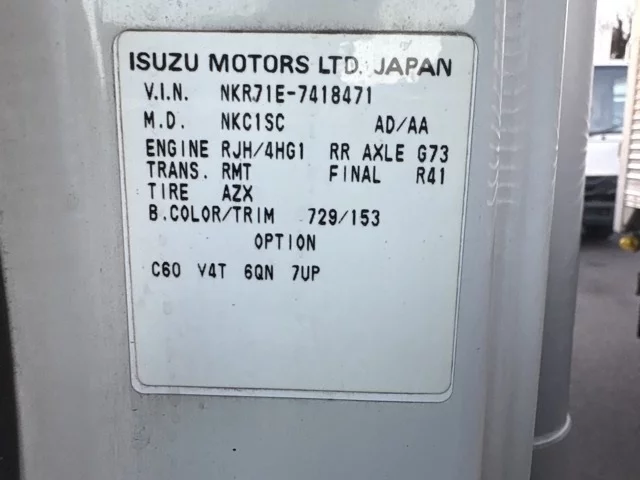 ISUZU MOTORS LTD. JAPAN
V.I.N. NKR71E-7418471
M.D. NKC1SC AD/AA
ENGINE RJH/4HG1 RR AXLE G73
TRANS. RMT FINAL R41
TIRE AZX
B.COLOR/TRIM 729/153
OPTION
C60 V4T 6QN 7UP